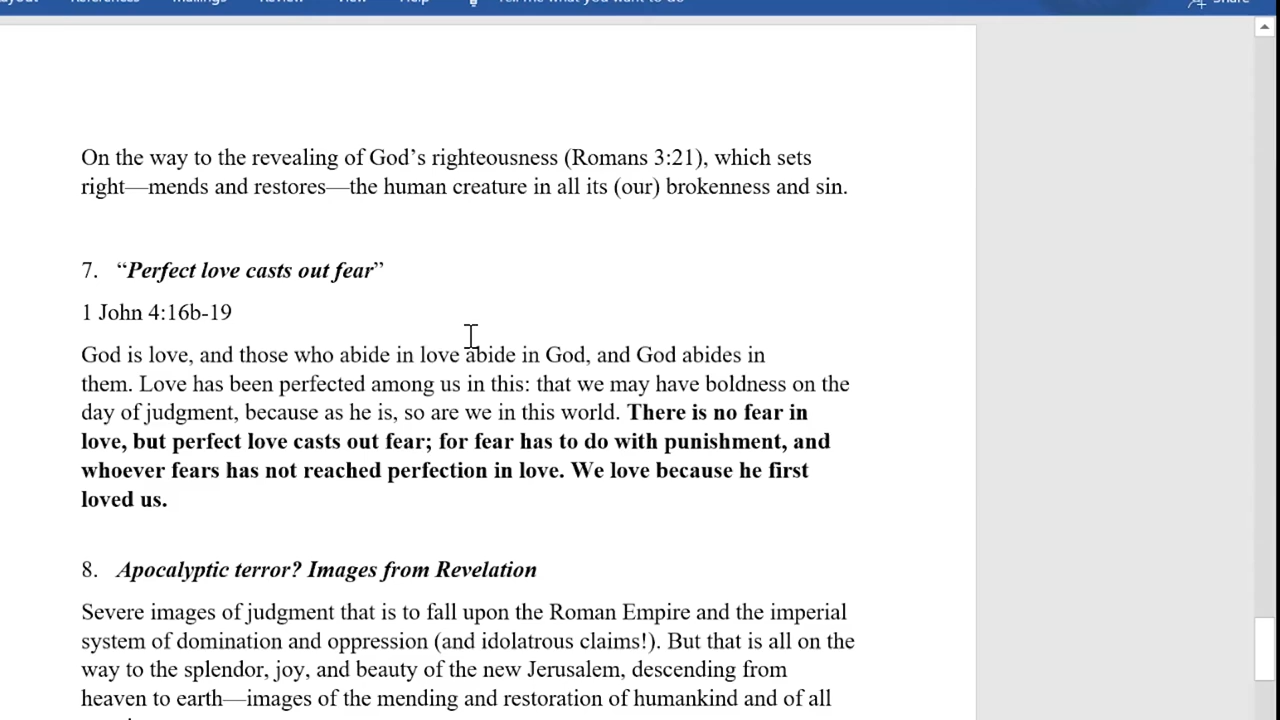 References
Help
Share
On the way to the revealing of God’s righteousness (Romans 3:21), which sets
right—mends and restores—the human creature in all its (our) brokenness and sin.
7. “Perfect love casts out fear”
1 John 4:16b-19
God is love, and those who abide in love abide in God, and God abides in
them. Love has been perfected among us in this: that we may have boldness on the
day of judgment, because as he is, so are we in this world. There is no fear in
love, but perfect love casts out fear; for fear has to do with punishment, and
whoever fears has not reached perfection in love. We love because he first
loved us.
8. Apocalyptic terror? Images from Revelation
Severe images of judgment that is to fall upon the Roman Empire and the imperial
system of domination and oppression (and idolatrous claims!). But that is all on the
way to the splendor, joy, and beauty of the new Jerusalem, descending from
heaven to earth—images of the mending and restoration of humankind and of all